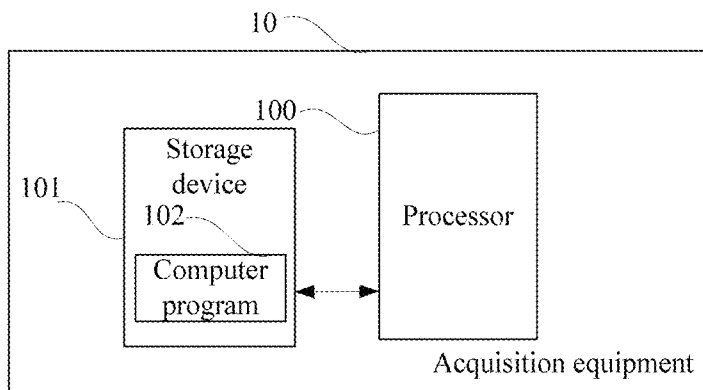 10
100
Storage
device
101
102
Processor
Computer
program
Acquisition equipment